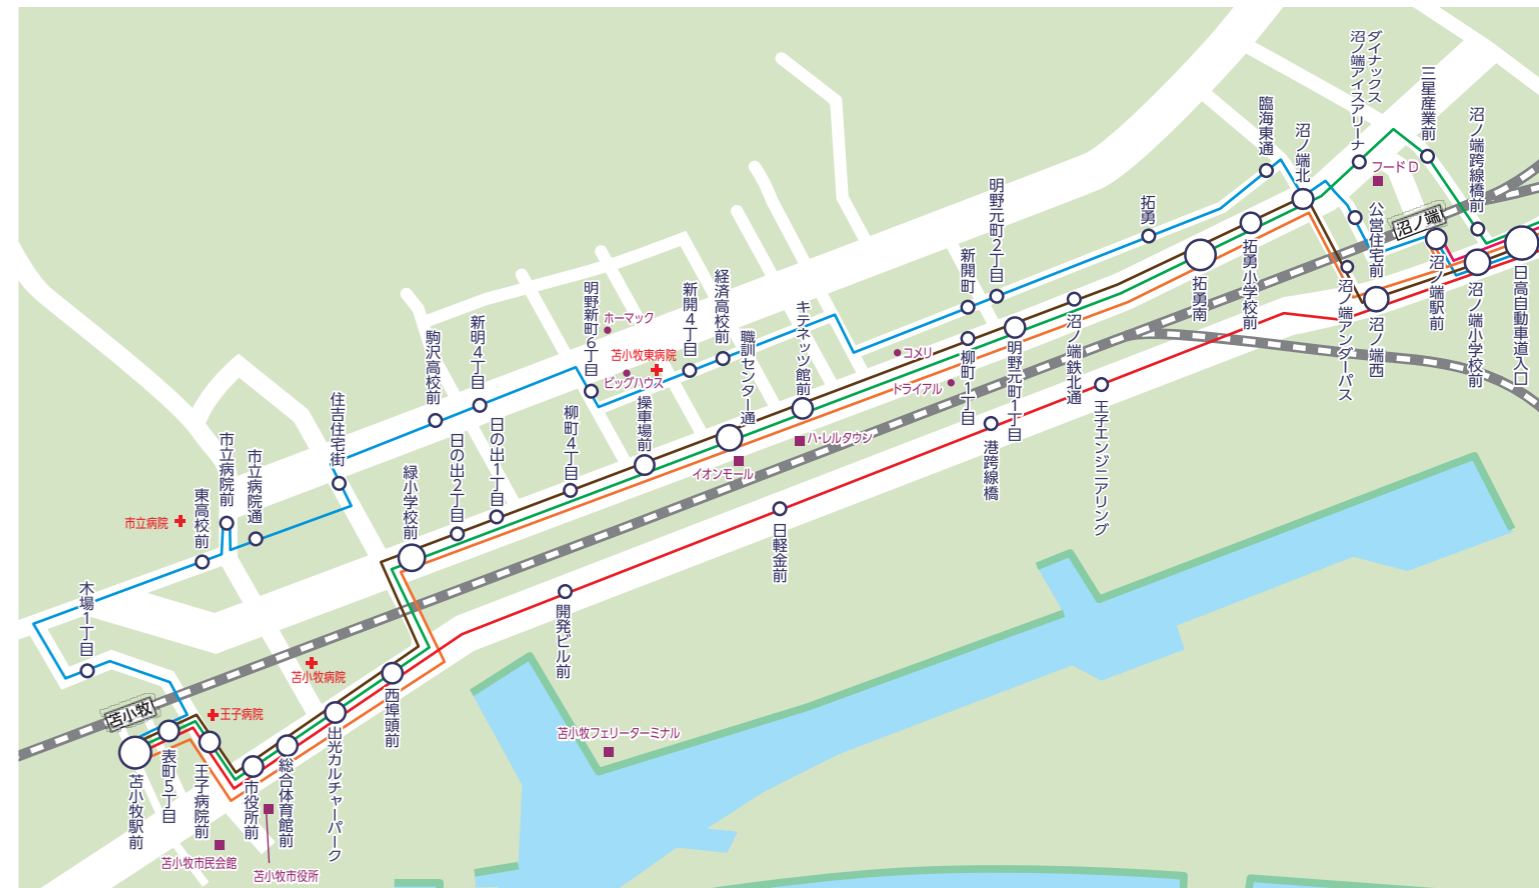 ダイナックス
沼ノ端アイスアリーナ
三星産業前
沼ノ端跨線橋前
臨海東通
沼ノ端北
フードD
公営住宅前
沼ノ端
沼ノ端駅前
沼ノ端小学校前
日高自動車道入口
沼ノ端アンダーパス
沼ノ端西
拓勇
拓勇南
拓勇小学校前
明野元町2丁目
新開町
沼ノ端鉄北通
明野元町1丁目
柳町1丁目
コメリ
ドライアル
王子エンジニアリング
港跨線橋
キテネッツ館前
経済高校前
職訓センター通
新開4丁目
明野新町6丁目
ホーマック
苫小牧東病院
ビッグハウス
操車場前
ハ・レルタウン
イオンモール
日軽金前
柳町4丁目
新明4丁目
駒沢高校前
日の出1丁目
日の出2丁目
緑小学校前
住吉住宅街
市立病院前
市立病院通
市立病院
東高校前
木場1丁目
開発ビル前
苫小牧病院
西埠頭前
苫小牧
王子病院
苫小牧フェリーターミナル
苫小牧駅前
表町5丁目
王子病院前
市役所前
総合体育館前
出光カルチャーパーク
苫小牧市民会館
苫小牧市役所